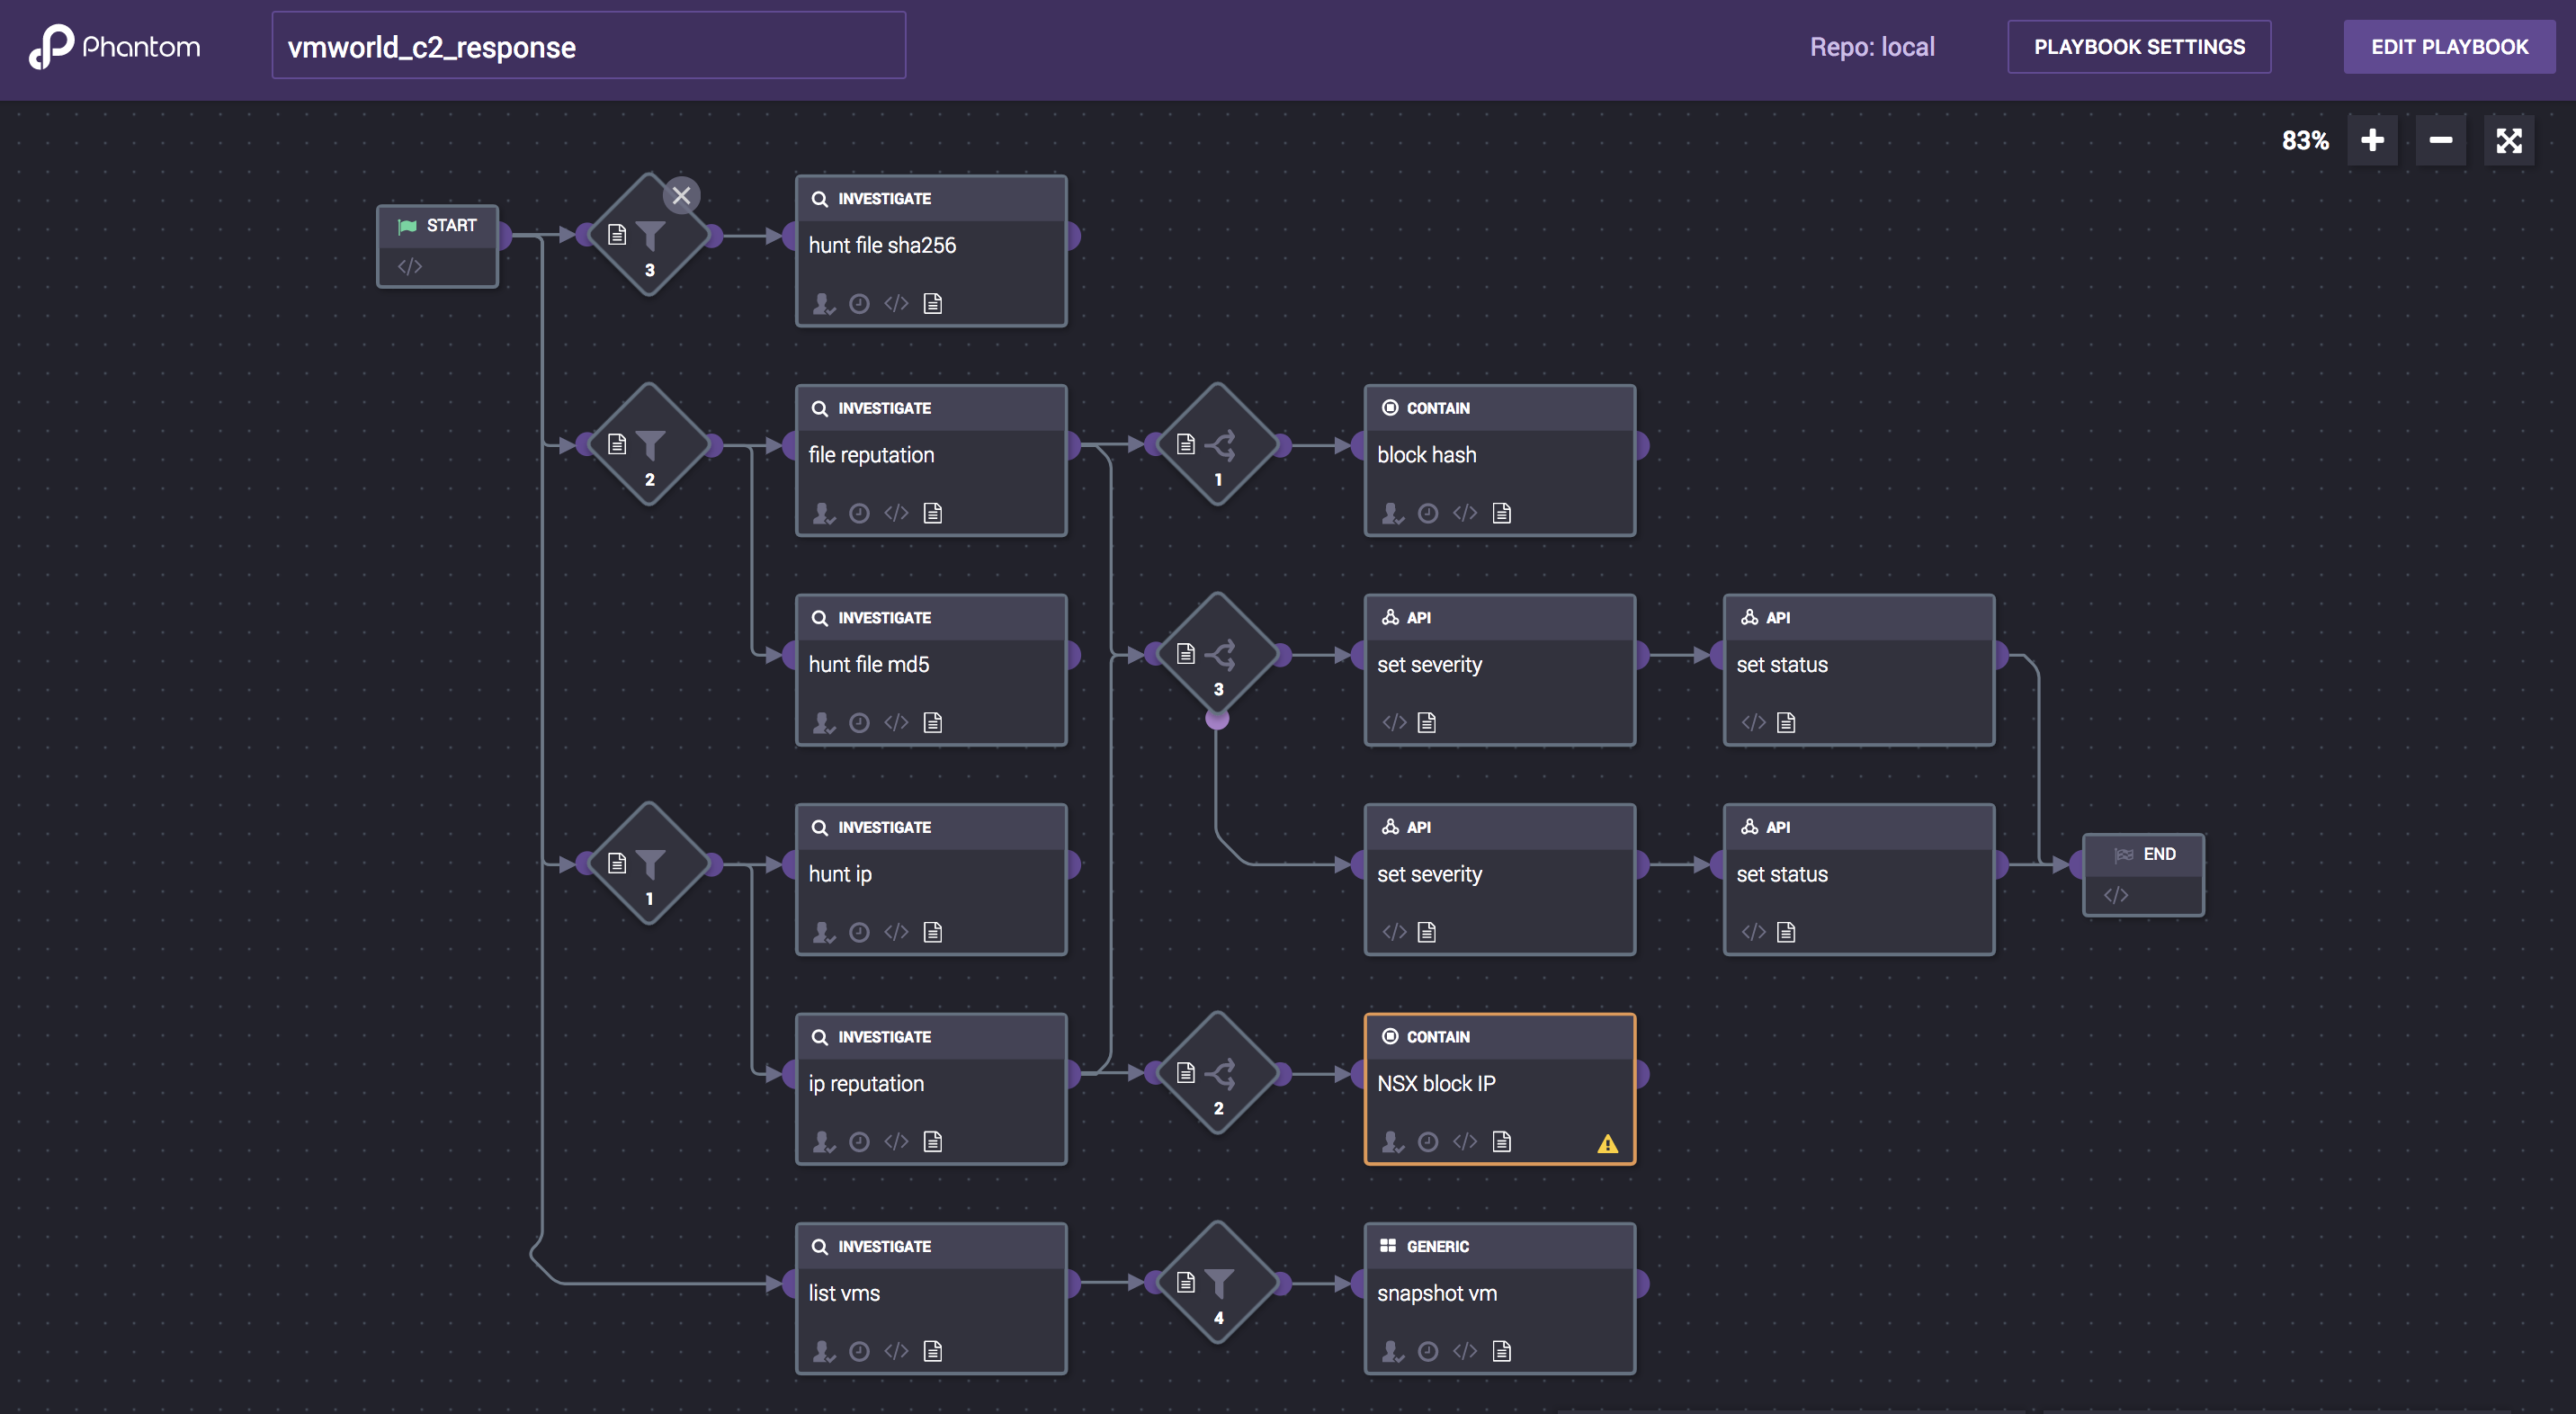 Phantom
vmworld_c2_response
Repo: local
PLAYBOOK SETTINGS
EDIT PLAYBOOK
83%
START
3
INVESTIGATE
hunt file sha256
2
INVESTIGATE
file reputation
1
CONTAIN
block hash
INVESTIGATE
hunt file md5
3
API
set severity
API
set status
1
INVESTIGATE
hunt ip
API
set severity
API
set status
END
INVESTIGATE
ip reputation
2
CONTAIN
NSX block IP
INVESTIGATE
list vms
4
GENERIC
snapshot vm